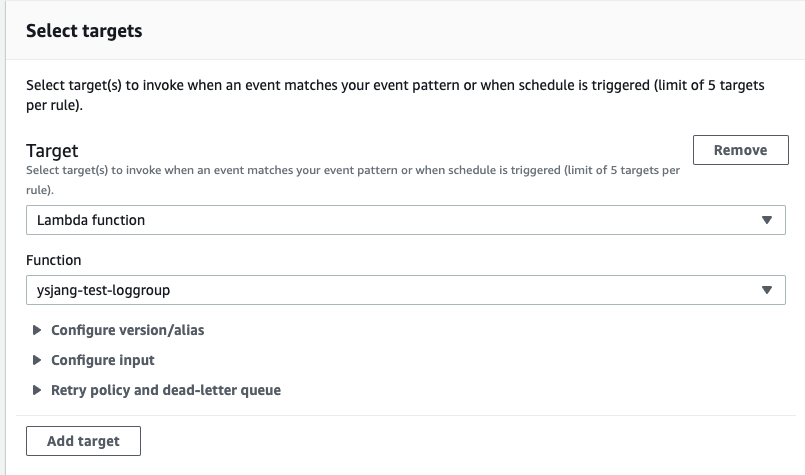 Select targets
Select target(s) to invoke when an event matches your event pattern or when schedule is triggered (limit of 5 targets
per rule).
Target
Remove
Select target(s) to invoke when an event matches your event pattern or when schedule is triggered (limit of 5 targets per
rule).
Lambda function
Function
ysjang-test-loggroup
Configure version/alias
Configure input
Retry policy and dead-letter queue
Add target